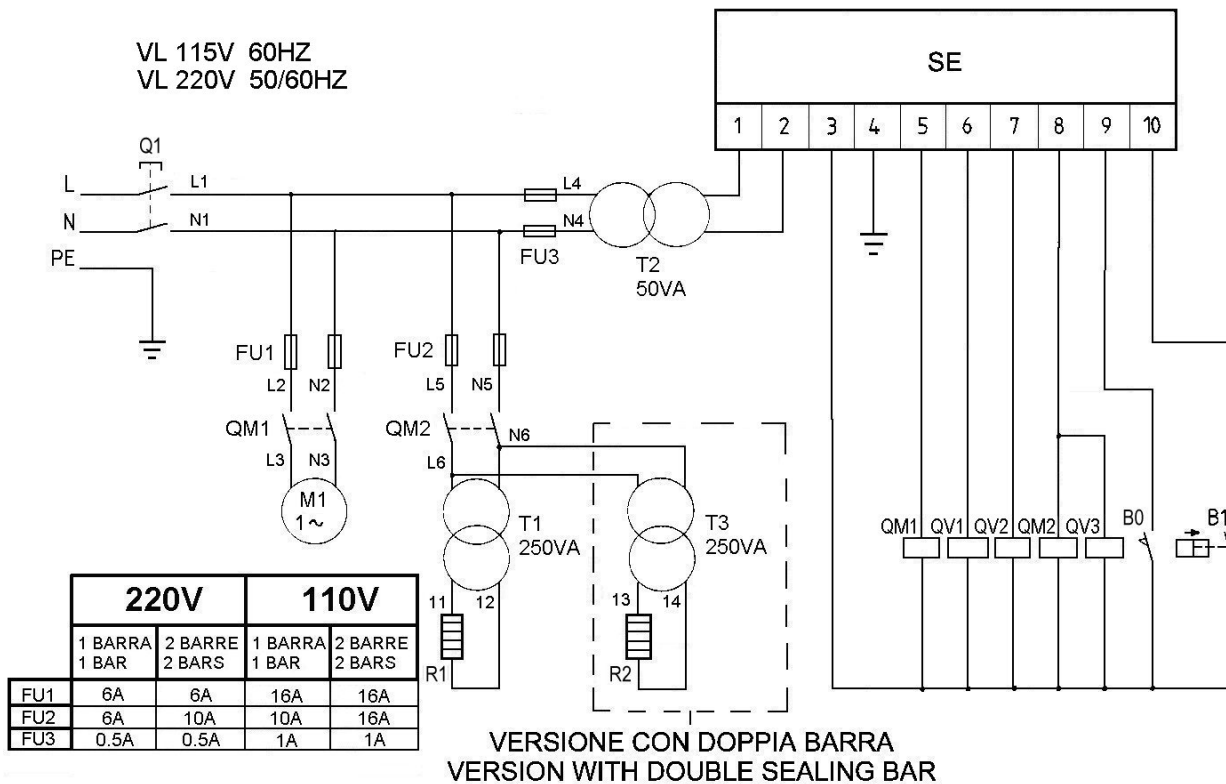 VL 115V 60HZ
VL 220V 50/60HZ
SE
1 2 3 4 5 6 7 8 9 10
Q1
L L1 L4
N N1 N4
PE
FU3
T2
50VA
FU1 FU2
L2 N2 L5 N5
QM1 QM2 N6
L3 N3 L6
M1
1~
T1
250VA
T3
250VA
QM1 QV1 QV2 QM2 QV3 B0 B1
11 12 13 14
R1 R2
220V 110V
1 BARRA 2 BARRE 1 BARRA 2 BARRE
1 BAR 2 BARS 1 BAR 2 BARS
FU1 6A 6A 16A 16A
FU2 6A 10A 10A 16A
FU3 0.5A 0.5A 1A 1A
VERSIONE CON DOPPIA BARRA
VERSION WITH DOUBLE SEALING BAR